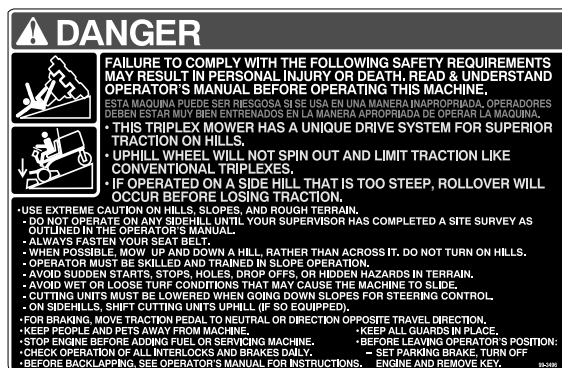 DANGER
FAILURE TO COMPLY WITH THE FOLLOWING SAFETY REQUIREMENTS
MAY RESULT IN PERSONAL INJURY OR DEATH. READ & UNDERSTAND
OPERATOR'S MANUAL BEFORE OPERATING THIS MACHINE.
ESTA MAQUINA PUEDE SER RIESGOSA SI SE USA EN UNA MANERA INAPROPRIADA. OPERADORES
DEBEN ESTAR MUY BIEN ENTRENADOS EN LA MANERA APROPRIADA DE OPERAR LA MAQUINA.
• THIS TRIPLEX MOWER HAS A UNIQUE DRIVE SYSTEM FOR SUPERIOR
TRACTION ON HILLS.
• UPHILL WHEEL WILL NOT SPIN OUT AND LIMIT TRACTION LIKE
CONVENTIONAL TRIPLEXES.
• IF OPERATED ON A SIDE HILL THAT IS TOO STEEP, ROLLOVER WILL
OCCUR BEFORE LOSING TRACTION.
•USE EXTREME CAUTION ON HILLS, SLOPES, AND ROUGH TERRAIN.
- DO NOT OPERATE ON ANY SIDEHILL UNTIL YOUR SUPERVISOR HAS COMPLETED A SITE SURVEY AS
OUTLINED IN THE OPERATOR'S MANUAL.
- ALWAYS FASTEN YOUR SEAT BELT.
- WHEN POSSIBLE, MOW UP AND DOWN A HILL, RATHER THAN ACROSS IT. DO NOT TURN ON HILLS.
- OPERATOR MUST BE SKILLED AND TRAINED IN SLOPE OPERATION.
- AVOID SUDDEN STARTS, STOPS, HOLES, DROP OFFS, OR HIDDEN HAZARDS IN TERRAIN.
- AVOID WET OR LOOSE TURF CONDITIONS THAT MAY CAUSE THE MACHINE TO SLIDE.
- CUTTING UNITS MUST BE LOWERED WHEN GOING DOWN SLOPES FOR STEERING CONTROL.
- ON SIDEHILLS, SHIFT CUTTING UNITS UPHILL (IF SO EQUIPPED).
•FOR BRAKING, MOVE TRACTION PEDAL TO NEUTRAL OR DIRECTION OPPOSITE TRAVEL DIRECTION.
•KEEP PEOPLE AND PETS AWAY FROM MACHINE.
•STOP ENGINE BEFORE ADDING FUEL OR SERVICING MACHINE.
•CHECK OPERATION OF ALL INTERLOCKS AND BRAKES DAILY.
•BEFORE BACKLAPPING, SEE OPERATOR'S MANUAL FOR INSTRUCTIONS.
•KEEP ALL GUARDS IN PLACE.
•BEFORE LEAVING OPERATOR'S POSITION:
– SET PARKING BRAKE, TURN OFF
ENGINE AND REMOVE KEY.
99-3496